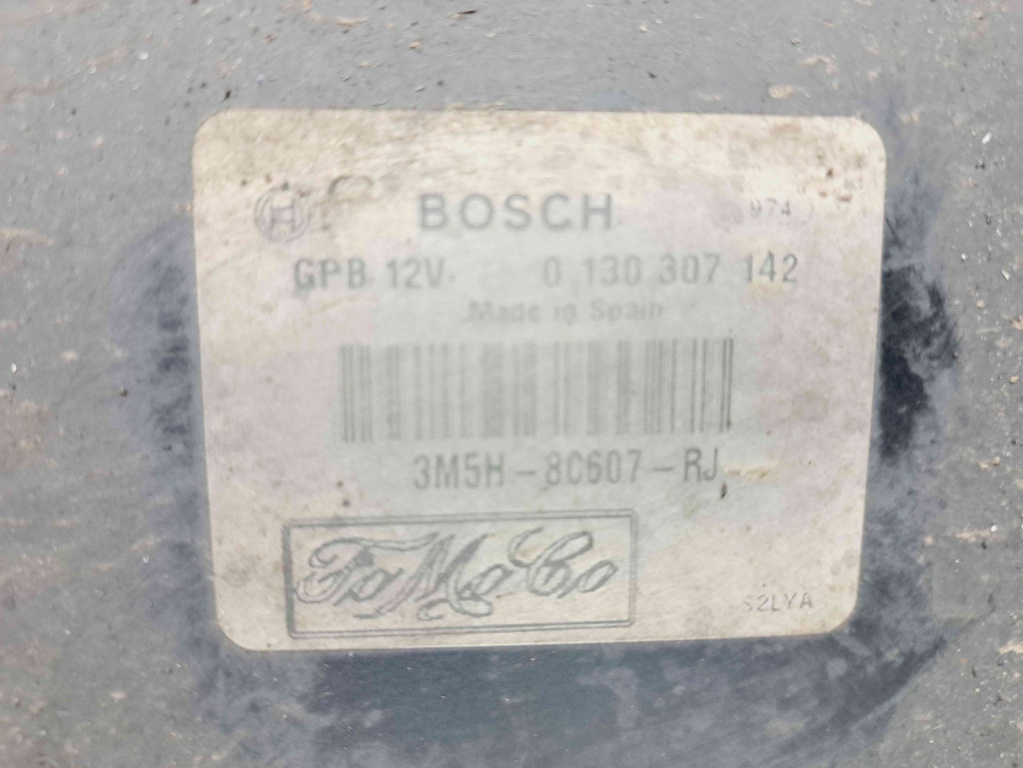 BOSCH 974
GPB 12V 0 130 307 142
Made in Spain
3M5H-8C607-RJ
FoMoCo
S2LYA